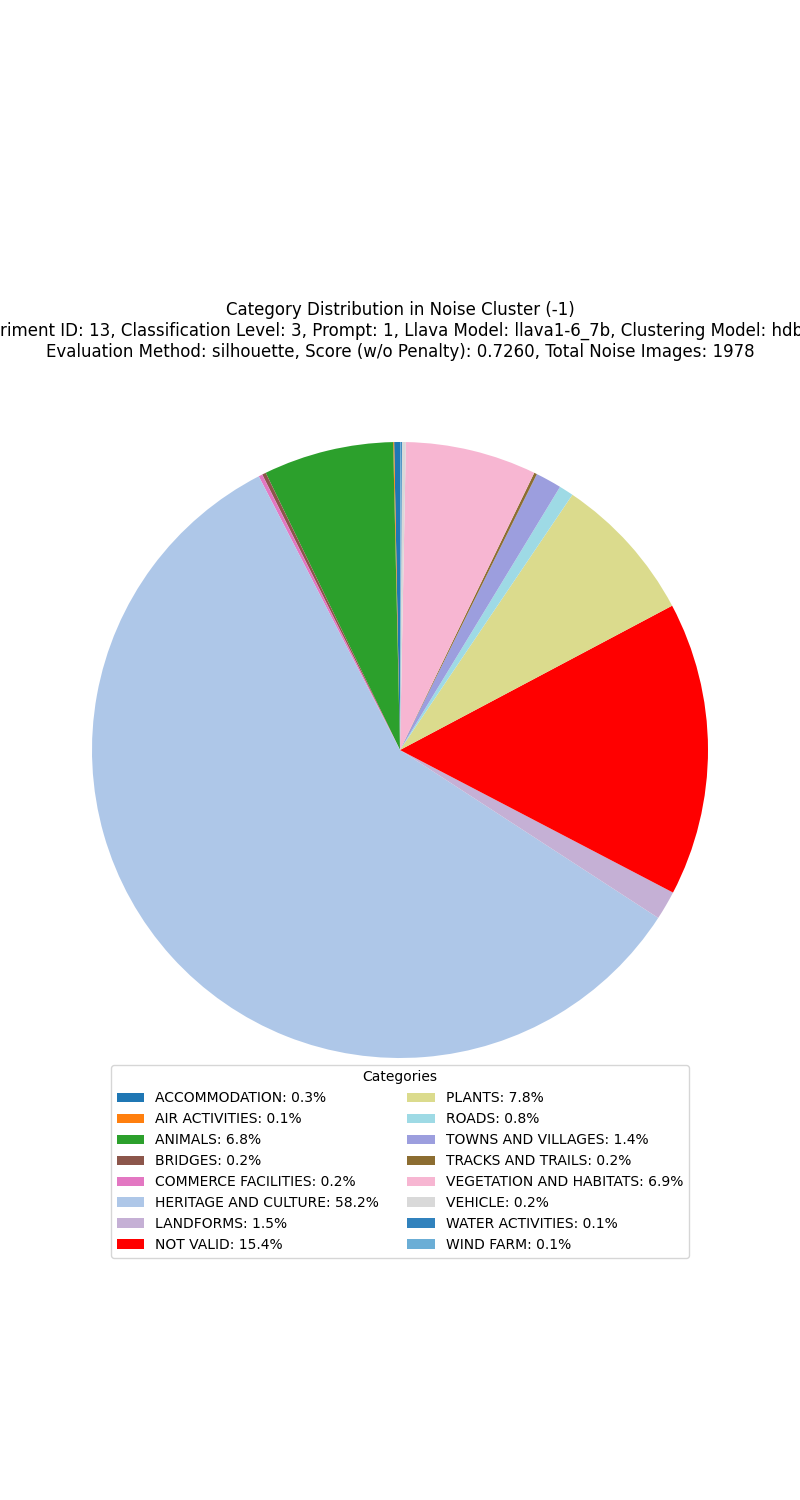 Category Distribution in Noise Cluster (-1)
ID: 13, Classification Level: 3, Prompt: 1, Llava Model: llava1-6_7b, Clustering Model:
Evaluation Method: silhouette, Score (w/o Penalty): 0.7260, Total Noise Images: 1978
Categories
ACCOMMODATION: 0.3%
AIR ACTIVITIES: 0.1%
ANIMALS: 6.8%
BRIDGES: 0.2%
COMMERCE FACILITIES: 0.2%
HERITAGE AND CULTURE: 58.2%
LANDFORMS: 1.5%
NOT VALID: 15.4%
PLANTS: 7.8%
ROADS: 0.8%
TOWNS AND VILLAGES: 1.4%
TRACKS AND TRAILS: 0.2%
VEGETATION AND HABITATS: 6.9%
VEHICLE: 0.2%
WATER ACTIVITIES: 0.1%
WIND FARM: 0.1%